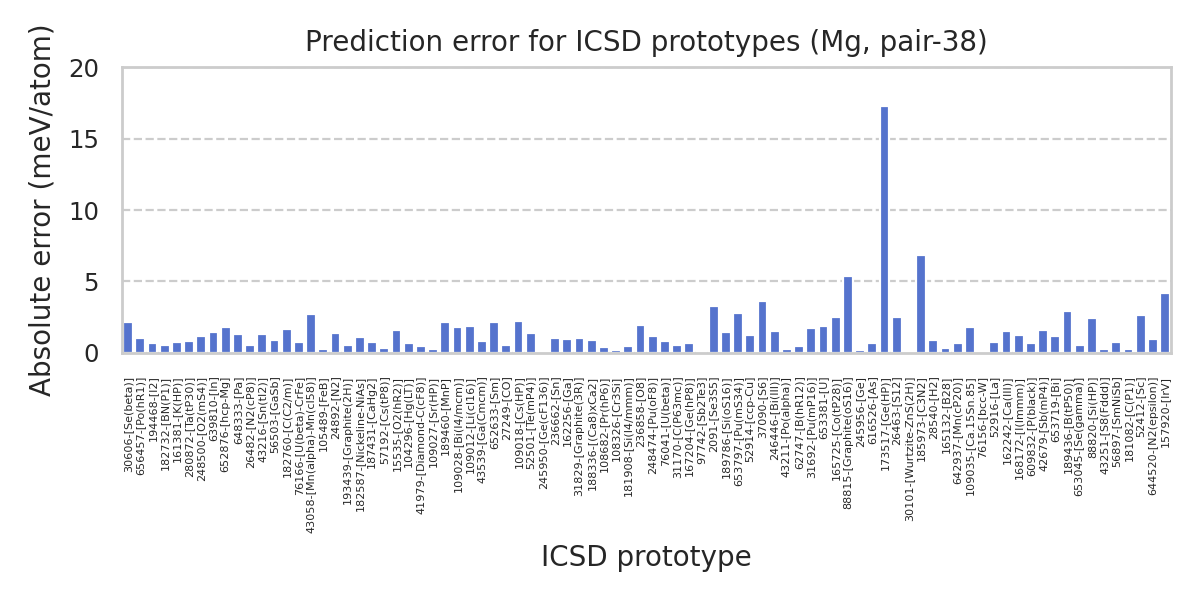 Prediction error for ICSD prototypes (Mg, pair-38)
Absolute error (meV/atom)
20
15
10
5
0
30606-[Se(beta)]
656457-[Po(hR1)]
194468-[I2]
182732-[BN(P1)]
161381-[K(HP)]
280872-[Ta(tP30)]
248500-[O2(mS4)]
639810-[In]
652876-[hcp-Mg]
648333-[Pa]
26482-[N2(cP8)]
43216-[Sn(tI2)]
56503-[GaSb]
182760-[C(C2/m)]
76166-[U(beta)-CrFe]
43058-[Mn(alpha)-Mn(cI58)]
105489-[FeB]
24892-[N2]
193439-[Graphite(2H)]
182587-[Nickeline-NiAs]
187431-[CaHg2]
57192-[Cs(tP8)]
15535-[O2(hR2)]
104296-[Hg(LT)]
41979-[Diamond-C(cF8)]
109027-[Sr(HP)]
189460-[MnP]
109028-[Bi(I4/mcm)]
109012-[Li(cI16)]
43539-[Ga(Cmcm)]
652633-[Sm]
27249-[CO]
109018-[Cs(HP)]
52501-[Te(mP4)]
245950-[Ge(cF136)]
236662-[Sn]
162256-[Ga]
31829-[Graphite(3R)]
188336-[(Ca8)xCa2]
108682-[Pr(hP6)]
108326-[Cr3Si]
181908-[Si(I4/mmm)]
236858-[O8]
248474-[Pu(oF8)]
76041-[U(beta)]
31170-[C(P63mc)]
167204-[Ge(hP8)]
97742-[Sb2Te3]
2091-[Se3S5]
189786-[Si(oS16)]
653797-[Pu(mS34)]
52914-[ccp-Cu]
37090-[S6]
246446-[Bi(III)]
43211-[Po(alpha)]
62747-[B(hR12)]
31692-[Pu(mP16)]
653381-[U]
165725-[Co(tP28)]
88815-[Graphite(oS16)]
245956-[Ge]
616526-[As]
173517-[Ge(HP)]
26463-[S12]
30101-[Wurtzite-ZnS(2H)]
185973-[C3N2]
28540-[H2]
165132-[B28]
642937-[Mn(cP20)]
109035-[Ca.15Sn.85]
76156-[bcc-W]
52916-[La]
162242-[Ca(III)]
168172-[I(Immm)]
609832-[P(black)]
42679-[Sb(mP4)]
653719-[Bi]
189436-[B(tP50)]
653045-[Se(gamma)]
88820-[Si(HP)]
43251-[S8(Fddd)]
56897-[SmNiSb]
181082-[C(P1)]
52412-[Sc]
644520-[N2(epsilon)]
157920-[IrV]
ICSD prototype